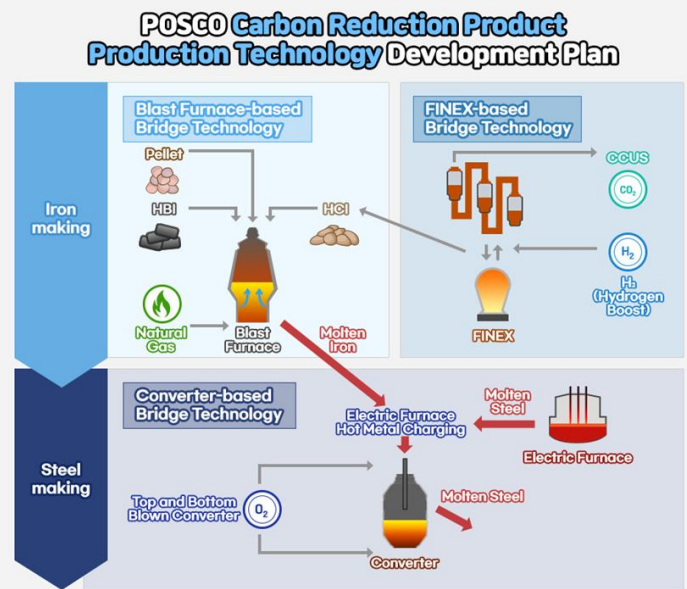 POSCO Carbon Reduction Product
Production Technology Development Plan
Iron
making
Blast Furnace-based
Bridge Technology
Pellet
HBI
HCI
Natural
Gas
Blast
Furnace
Molten
Iron
FINEX-based
Bridge Technology
CCUS
CO₂
H₂
H₂
(Hydrogen
Boost)
FINEX
Steel
making
Converter-based
Bridge Technology
Electric Furnace
Hot Metal Charging
Molten
Steel
Electric Furnace
Top and Bottom
Blown Converter
O₂
Molten Steel
Converter